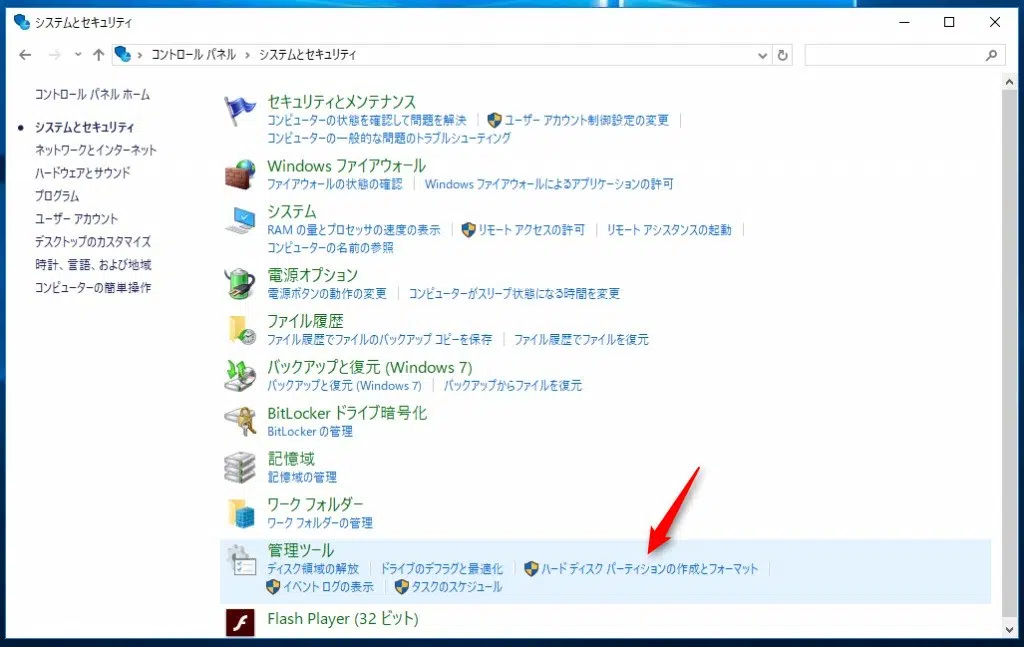 システムとセキュリティ
コントロール パネル › システムとセキュリティ
コントロール パネル ホーム
システムとセキュリティ
ネットワークとインターネット
ハードウェアとサウンド
プログラム
ユーザー アカウント
デスクトップのカスタマイズ
時計、言語、および地域
コンピューターの簡単操作
セキュリティとメンテナンス
コンピューターの状態を確認して問題を解決 ユーザー アカウント制御設定の変更
コンピューターの一般的な問題のトラブルシューティング
Windows ファイアウォール
ファイアウォールの状態の確認 Windows ファイアウォールによるアプリケーションの許可
システム
RAM の量とプロセッサの速度の表示 リモート アクセスの許可 リモート アシスタンスの起動
コンピューターの名前の参照
電源オプション
電源ボタンの動作の変更 コンピューターがスリープ状態になる時間を変更
ファイル履歴
ファイル履歴でファイルのバックアップ コピーを保存 ファイル履歴でファイルを復元
バックアップと復元 (Windows 7)
バックアップと復元 (Windows 7) バックアップからファイルを復元
BitLocker ドライブ暗号化
BitLocker の管理
記憶域
記憶域の管理
ワーク フォルダー
ワーク フォルダーの管理
管理ツール
ディスク領域の解放 ドライブのデフラグと最適化 ハード ディスク パーティションの作成とフォーマット
イベント ログの表示 タスクのスケジュール
Flash Player (32 ビット)